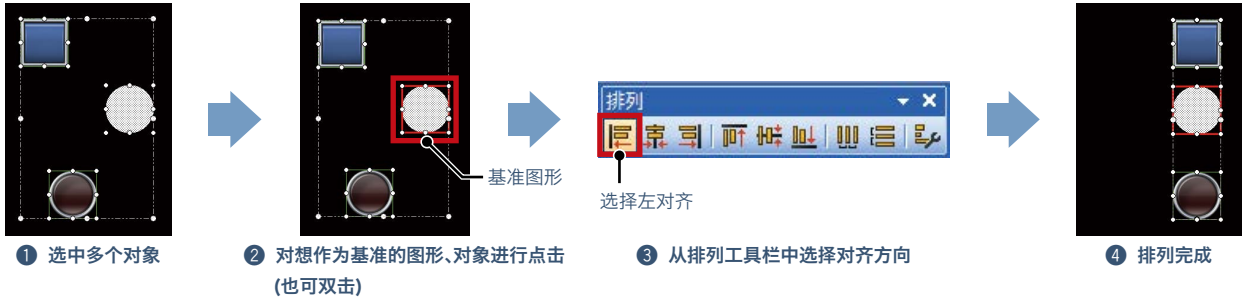 排列
基准图形
选择左对齐
❶ 选中多个对象
❷ 对想作为基准的图形、对象进行点击
(也可双击)
❸ 从排列工具栏中选择对齐方向
❹ 排列完成